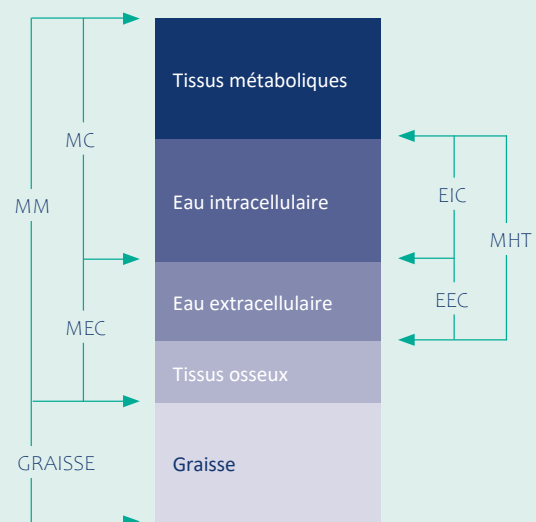 Tissus métaboliques
MC
Eau intracellulaire
EIC
MM
MHT
Eau extracellulaire
EEC
MEC
Tissus osseux
GRAISSE
Graisse